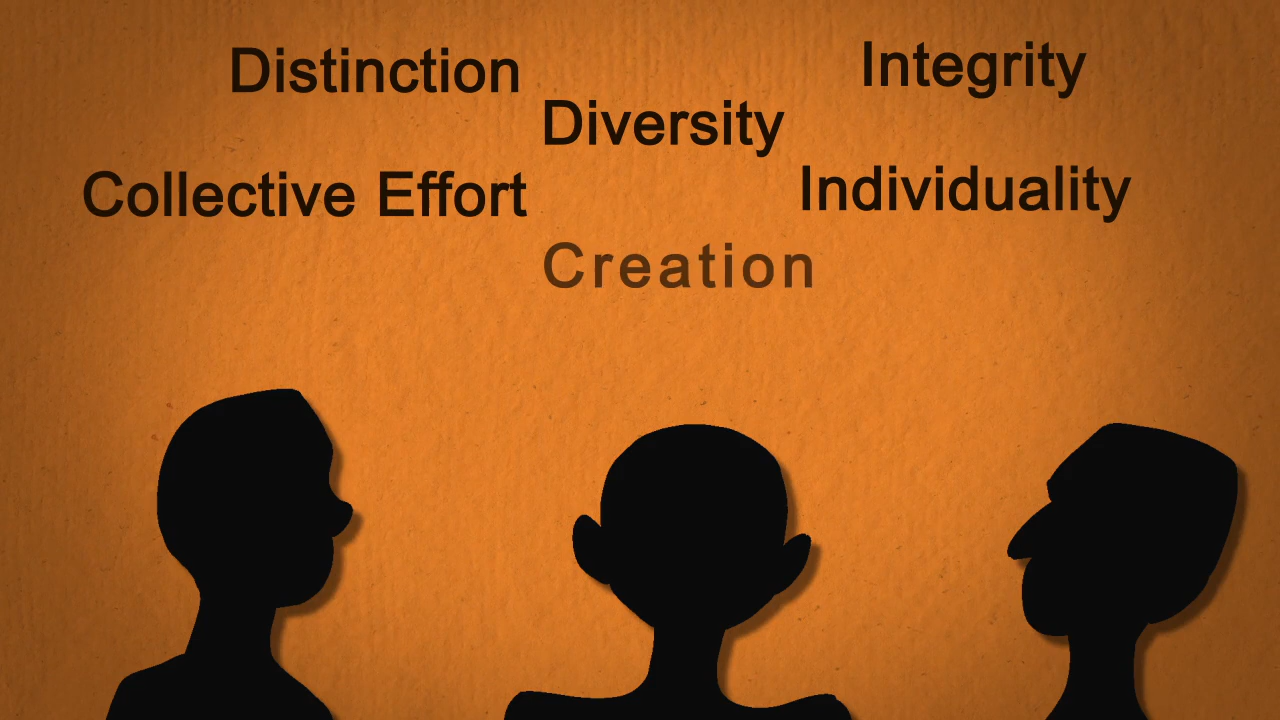 Distinction
Integrity
Diversity
Collective Effort
Individuality
Creation